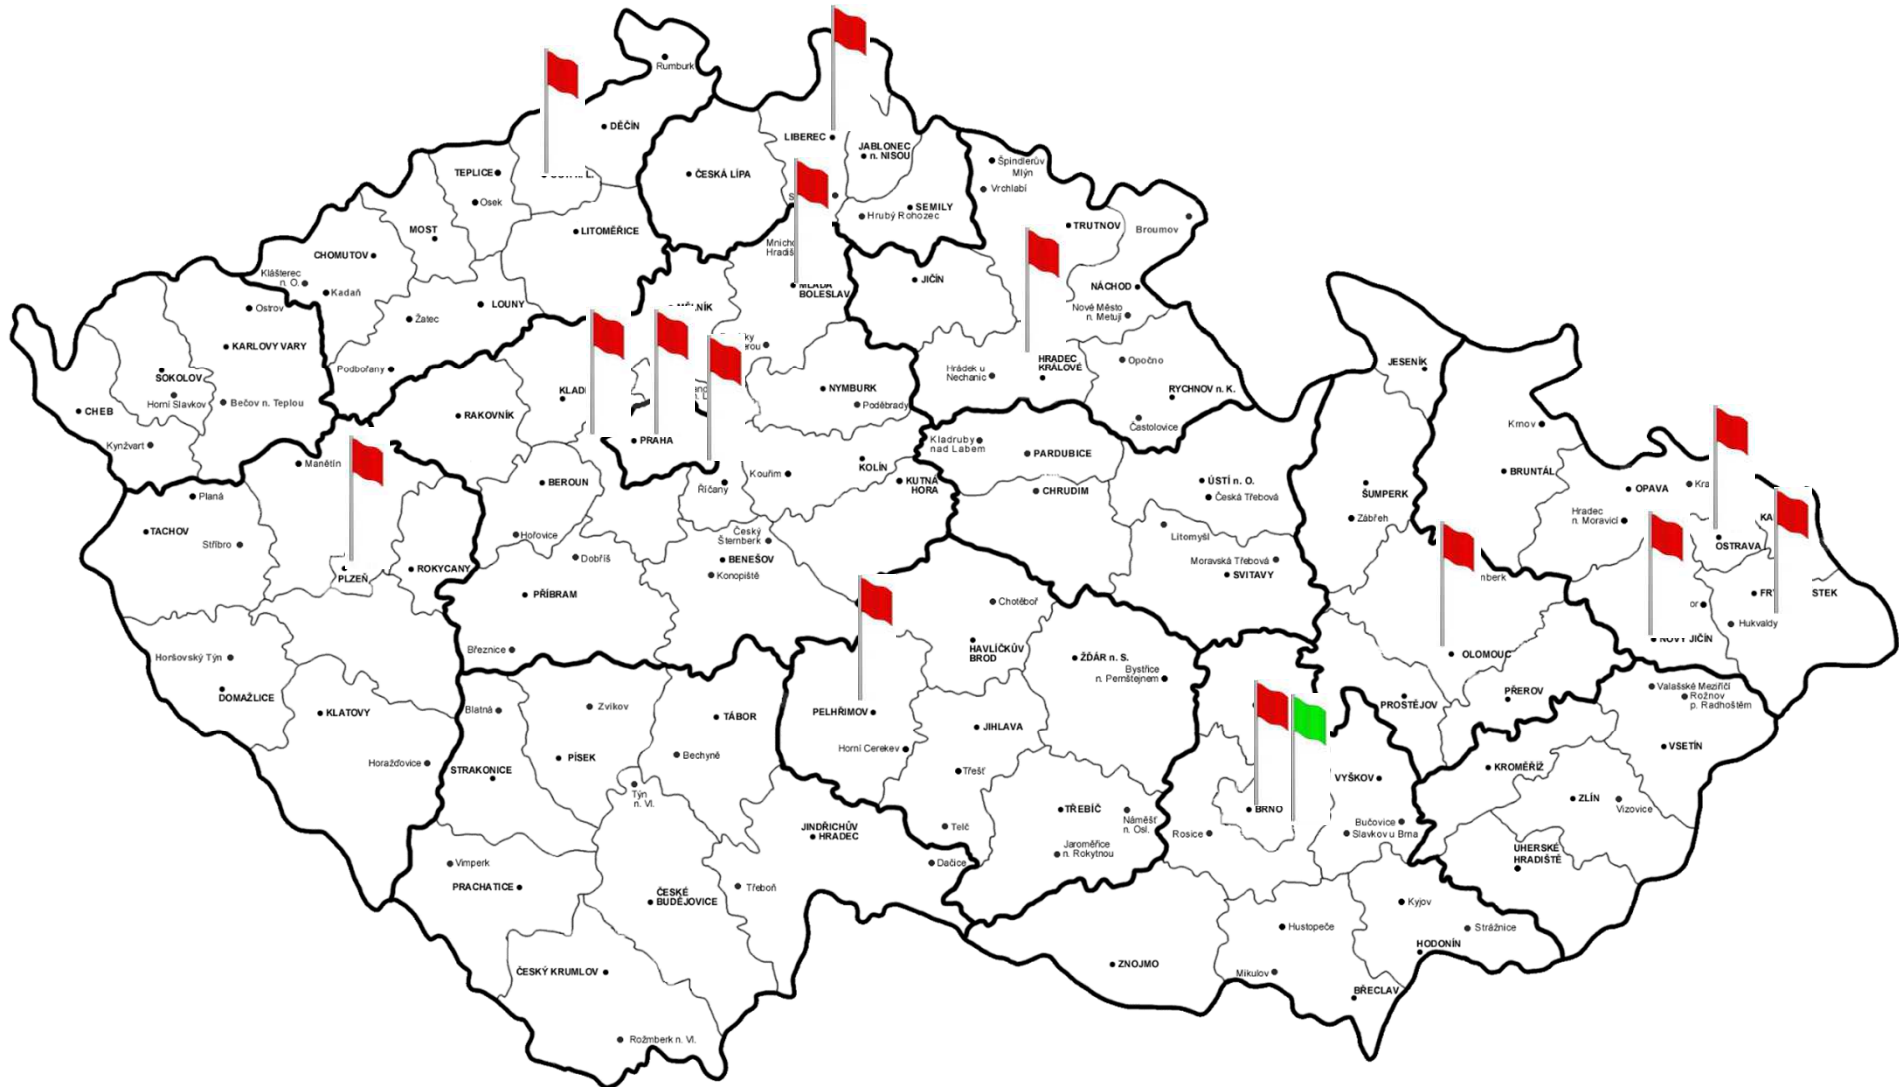 Rumburk
DĚČÍN
LIBEREC
JABLONEC
n. NISOU
TEPLICE
ČESKÁ LÍPA
Špindlerův
Mlýn
Vrchlabí
Osek
SEMILY
Hrubý Rohozec
MOST
LITOMĚŘICE
TRUTNOV
Broumov
CHOMUTOV
Klášterec
n. O.
Kadaň
JIČÍN
NÁCHOD
MLADÁ
BOLESLAV
Ostrov
LOUNY
Žatec
Nové Město
n. Metují
KARLOVY VARY
Podbořany
Hrádek u
Nechanic
HRADEC
KRÁLOVÉ
Opočno
JESENÍK
SOKOLOV
Horní Slavkov
Bečov n. Teplou
NYMBURK
Poděbrady
RYCHNOV n. K.
CHEB
RAKOVNÍK
Častolovice
Krnov
Kynžvart
PRAHA
Kladruby
nad Labem
PARDUBICE
Manětín
KOLÍN
Kouřim
BRUNTÁL
BEROUN
Říčany
KUTNÁ
HORA
CHRUDIM
ÚSTÍ n. O.
Česká Třebová
ŠUMPERK
OPAVA
Planá
Zábřeh
Hradec
n. Moravicí
TACHOV
Stříbro
Hořovice
Český
Šternberk
Litomyšl
OSTRAVA
Dobříš
BENEŠOV
Konopiště
Moravská Třebová
SVITAVY
PLZEŇ
ROKYCANY
PŘÍBRAM
Chotěboř
Hukvaldy
NOVÝ JIČÍN
Březnice
HAVLÍČKŮV
BROD
ŽĎÁR n. S.
Bystřice
n. Pernštejnem
OLOMOUC
Horšovský Týn
DOMAŽLICE
PŘEROV
PROSTĚJOV
Valašské Meziříčí
Rožnov
p. Radhoštěm
KLATOVY
Blatná
Zvíkov
TÁBOR
PELHŘIMOV
JIHLAVA
Horní Cerekev
VSETÍN
Horažďovice
STRAKONICE
PÍSEK
Bechyně
Třešť
VYŠKOV
KROMĚŘÍŽ
Týn
n. Vl.
TŘEBÍČ
Náměšť
n. Osl.
BRNO
ZLÍN
Vizovice
JINDŘICHŮV
HRADEC
Telč
Rosice
Bučovice
Slavkov u Brna
Jaroměřice
n. Rokytnou
UHERSKÉ
HRADIŠTĚ
Vimperk
Dačice
PRACHATICE
Třeboň
ČESKÉ
BUDĚJOVICE
Kyjov
Hustopeče
Strážnice
HODONÍN
ČESKÝ KRUMLOV
ZNOJMO
Mikulov
BŘECLAV
Rožmberk n. Vl.